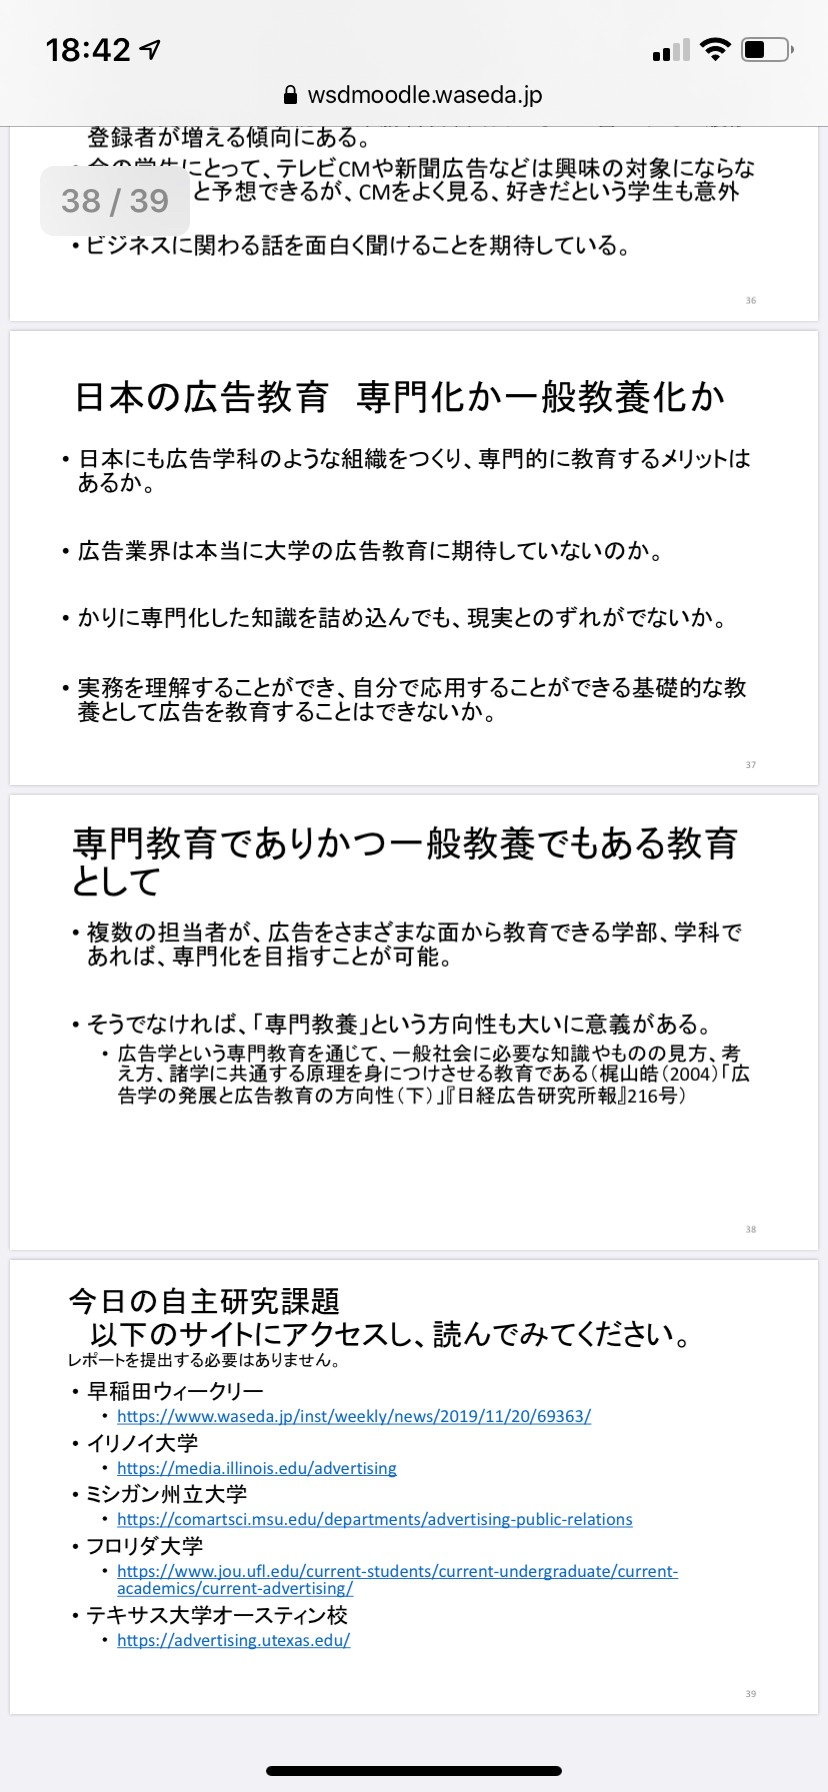 18:42
wsdmoodle.waseda.jp
登録者が増える傾向にある。
にとって、テレビCMや新聞広告などは興味の対象にならな
38 / 39
と予想できるが、CMをよく見る、好きだという学生も意外
• ビジネスに関わる話を面白く聞けることを期待している。
36
日本の広告教育　専門化か一般教養化か
• 日本にも広告学科のような組織をつくり、専門的に教育するメリットは
あるか。
• 広告業界は本当に大学の広告教育に期待していないのか。
• かりに専門化した知識を詰め込んでも、現実とのずれがでないか。
• 実務を理解することができ、自分で応用することができる基礎的な教
養として広告を教育することはできないか。
37
専門教育でありかつ一般教養でもある教育
として
• 複数の担当者が、広告をさまざまな面から教育できる学部、学科で
あれば、専門化を目指すことが可能。
• そうでなければ、「専門教養」という方向性も大いに意義がある。
• 広告学という専門教育を通じて、一般社会に必要な知識やものの見方、考
え方、諸学に共通する原理を身につけさせる教育である（梶山皓（2004）「広
告学の発展と広告教育の方向性（下）」『日経広告研究所報』216号）
38
今日の自主研究課題
以下のサイトにアクセスし、読んでみてください。
レポートを提出する必要はありません。
• 早稲田ウィークリー
• https://www.waseda.jp/inst/weekly/news/2019/11/20/69363/
• イリノイ大学
• https://media.illinois.edu/advertising
• ミシガン州立大学
• https://comartsci.msu.edu/departments/advertising-public-relations
• フロリダ大学
• https://www.jou.ufl.edu/current-students/current-undergraduate/current-
academics/current-advertising/
• テキサス大学オースティン校
• https://advertising.utexas.edu/
39